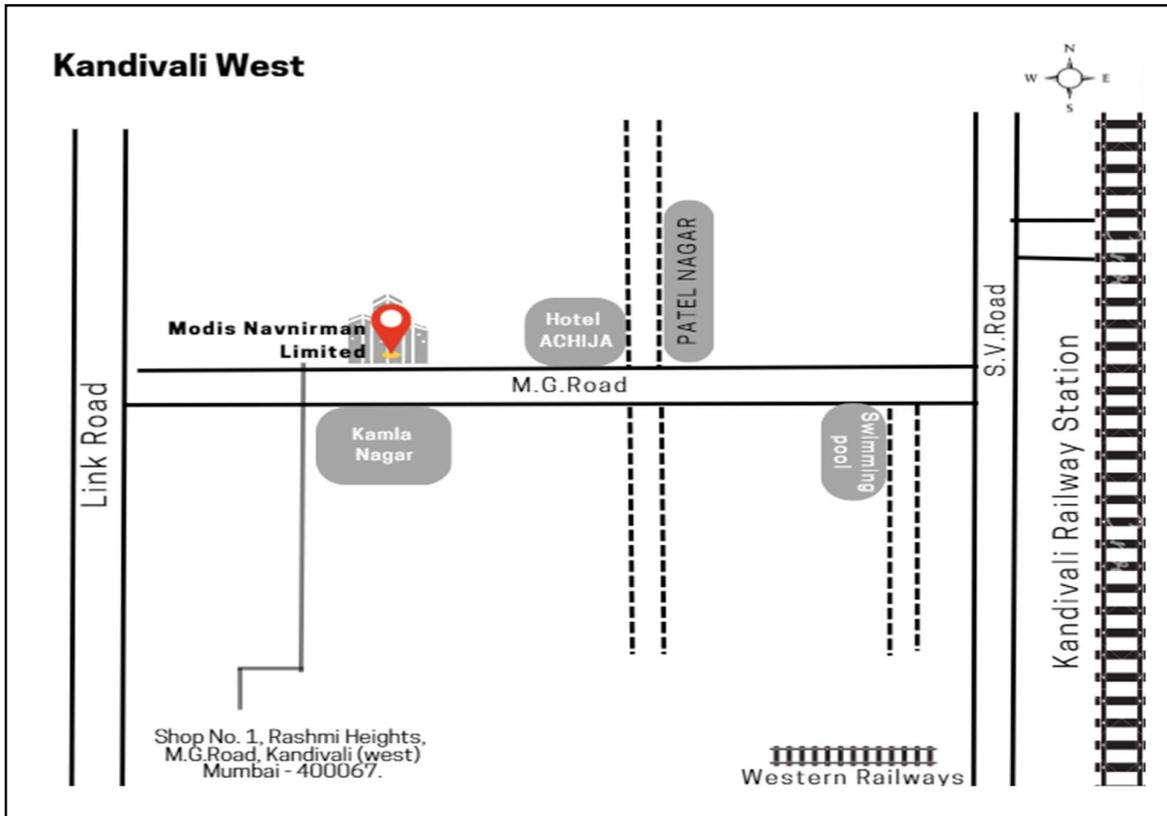 Kandivali West
N
W E
S
PATEL NAGAR
Hotel
ACHIJA
Modis Navnirman
Limited
M.G.Road
S.V.Road
Link Road
Kamla
Nagar
Swimming
pool
Kandivali Railway Station
Shop No. 1, Rashmi Heights,
M.G.Road, Kandivali (west)
Mumbai - 400067.
Western Railways